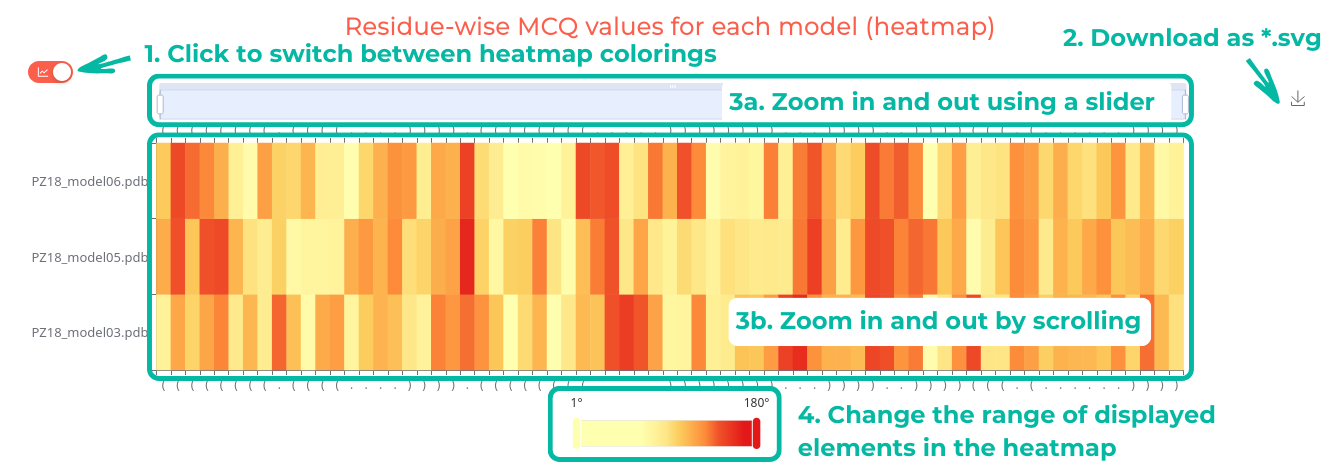 Residue-wise MCQ values for each model (heatmap)
1. Click to switch between heatmap colorings
2. Download as *.svg
3a. Zoom in and out using a slider
PZ18_model06.pdb
PZ18_model05.pdb
PZ18_model03.pdb
3b. Zoom in and out by scrolling
1° 180°
4. Change the range of displayed
elements in the heatmap